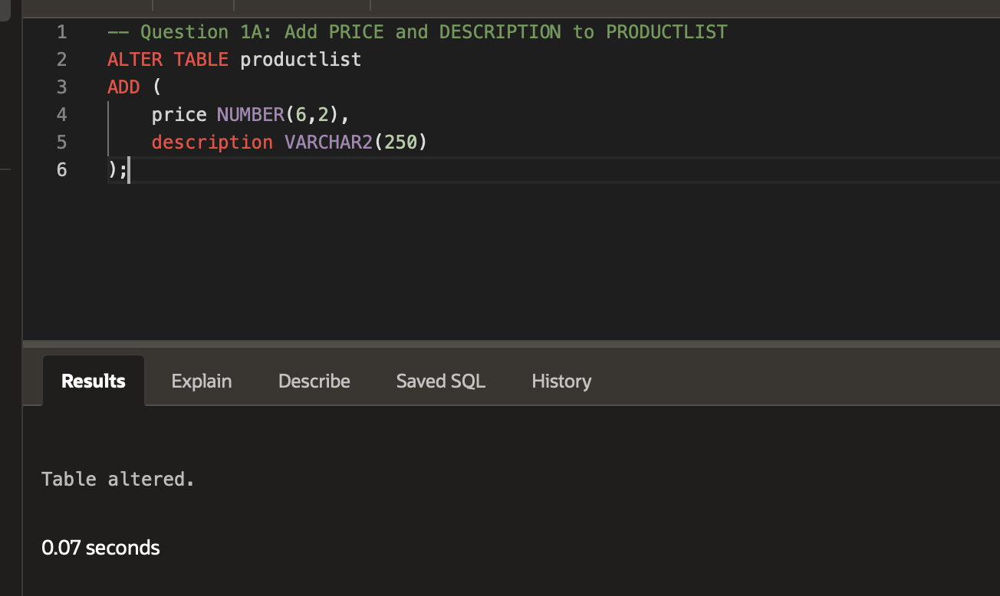 1 -- Question 1A: Add PRICE and DESCRIPTION to PRODUCTLIST
2 ALTER TABLE productlist
3 ADD (
4 price NUMBER(6,2),
5 description VARCHAR2(250)
6 );
Results Explain Describe Saved SQL History
Table altered.
0.07 seconds